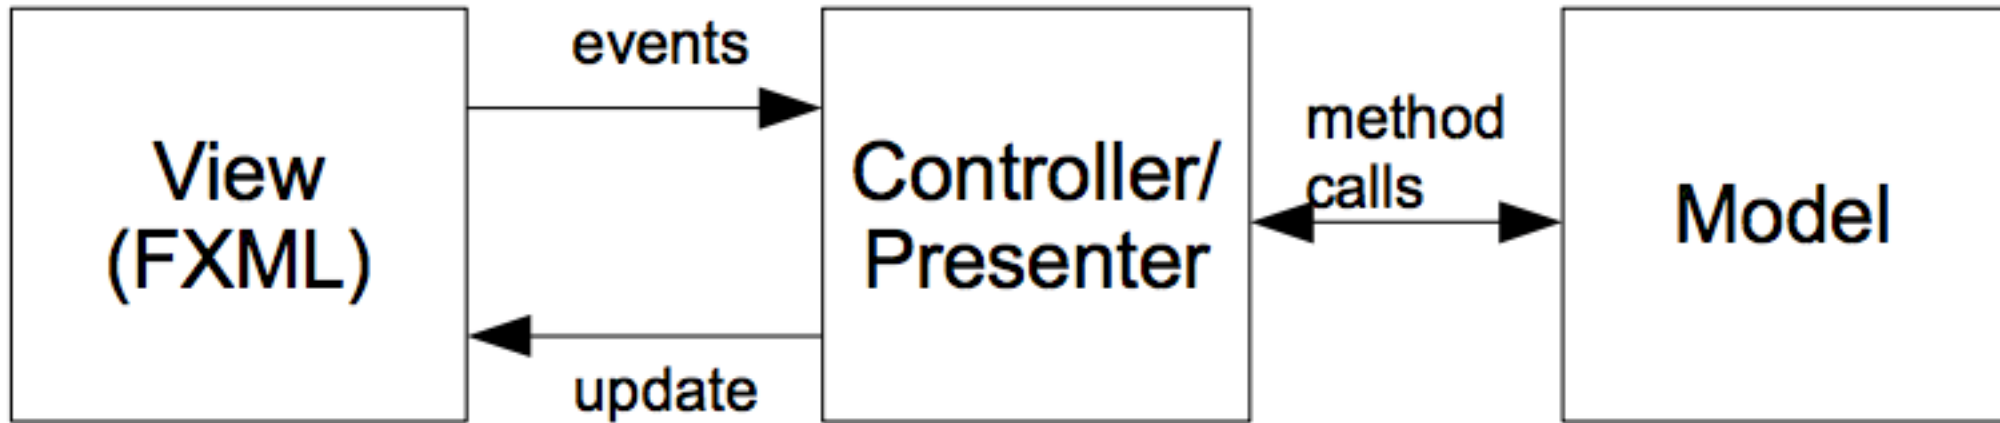 View
(FXML)
events
update
Controller/
Presenter
method
calls
Model